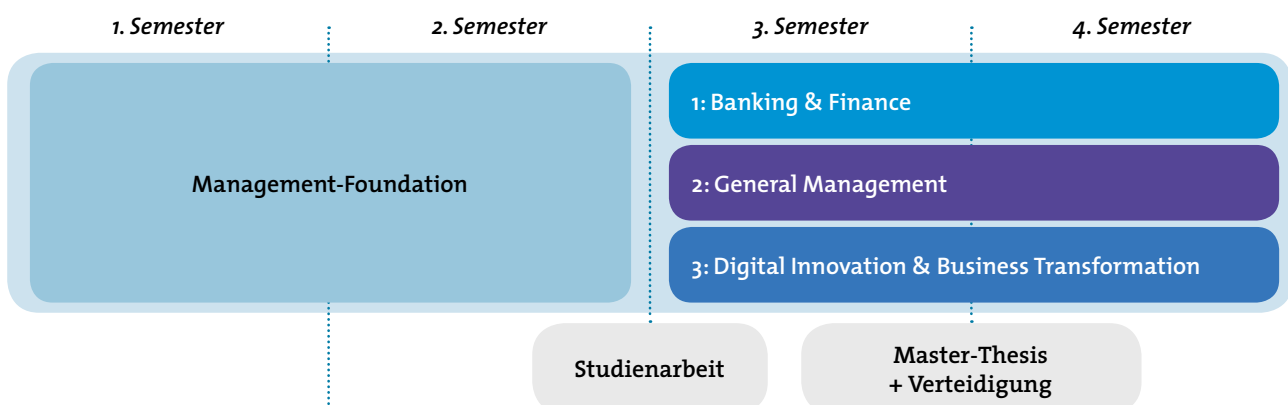 1. Semester 2. Semester 3. Semester 4. Semester
1: Banking & Finance
Management-Foundation
2: General Management
3: Digital Innovation & Business Transformation
Studienarbeit
Master-Thesis
+ Verteidigung